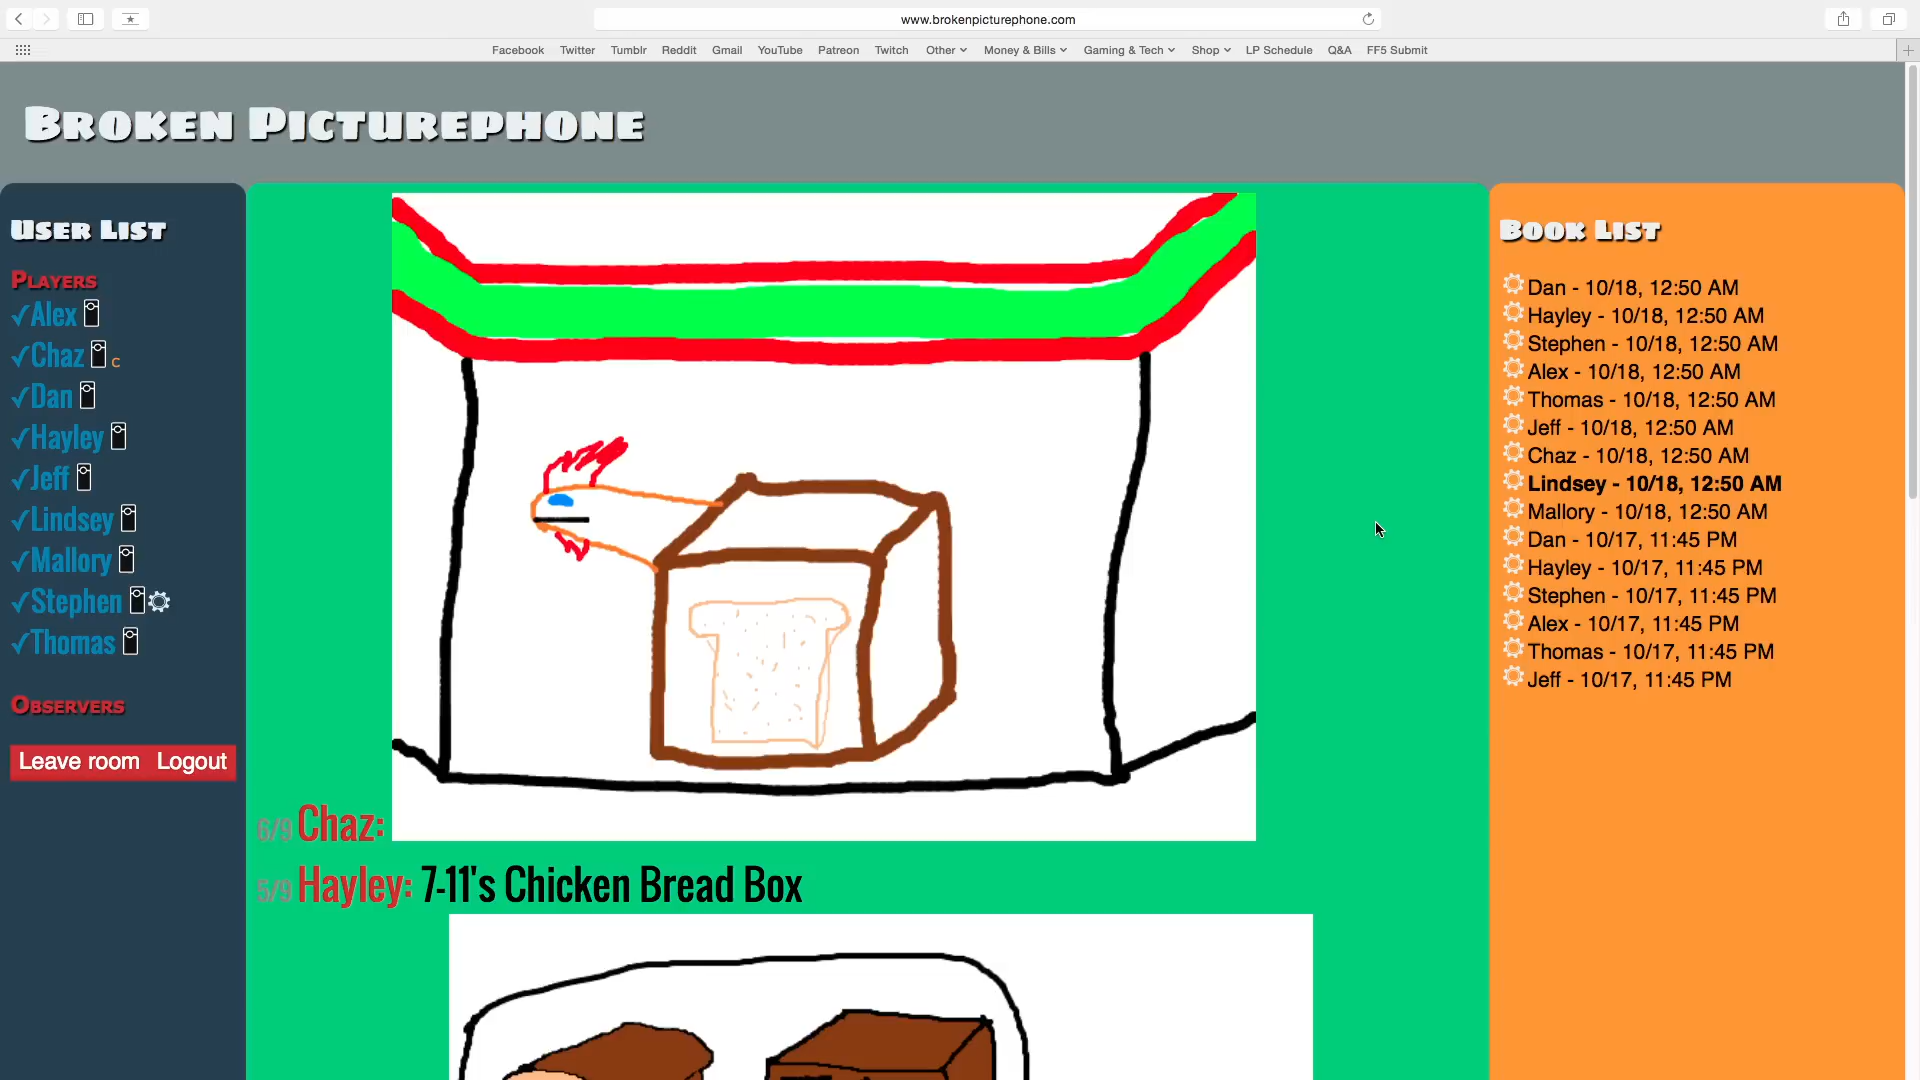 www.brokenpicturephone.com
Facebook Twitter Tumblr Reddit Gmail YouTube Patreon Twitch Other Money & Bills Gaming & Tech Shop LP Schedule Q&A FF5 Submit
Broken Picturephone
User List
Players
✓Alex
✓Chaz c
✓Dan
✓Hayley
✓Jeff
✓Lindsey
✓Mallory
✓Stephen
✓Thomas
Observers
Leave room Logout
6/9 Chaz:
5/9 Hayley: 7-11's Chicken Bread Box
Book List
Dan - 10/18, 12:50 AM
Hayley - 10/18, 12:50 AM
Stephen - 10/18, 12:50 AM
Alex - 10/18, 12:50 AM
Thomas - 10/18, 12:50 AM
Jeff - 10/18, 12:50 AM
Chaz - 10/18, 12:50 AM
Lindsey - 10/18, 12:50 AM
Mallory - 10/18, 12:50 AM
Dan - 10/17, 11:45 PM
Hayley - 10/17, 11:45 PM
Stephen - 10/17, 11:45 PM
Alex - 10/17, 11:45 PM
Thomas - 10/17, 11:45 PM
Jeff - 10/17, 11:45 PM